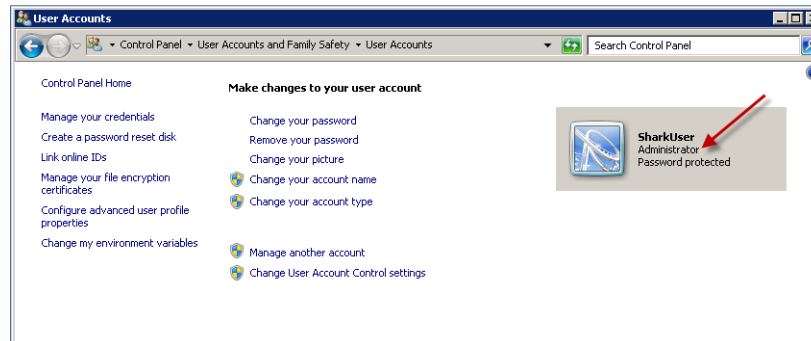 User Accounts
Control Panel User Accounts and Family Safety User Accounts
Search Control Panel
Control Panel Home
Manage your credentials
Create a password reset disk
Link online IDs
Manage your file encryption
certificates
Configure advanced user profile
properties
Change my environment variables
Make changes to your user account
Change your password
Remove your password
Change your picture
Change your account name
Change your account type
Manage another account
Change User Account Control settings
SharkUser
Administrator
Password protected